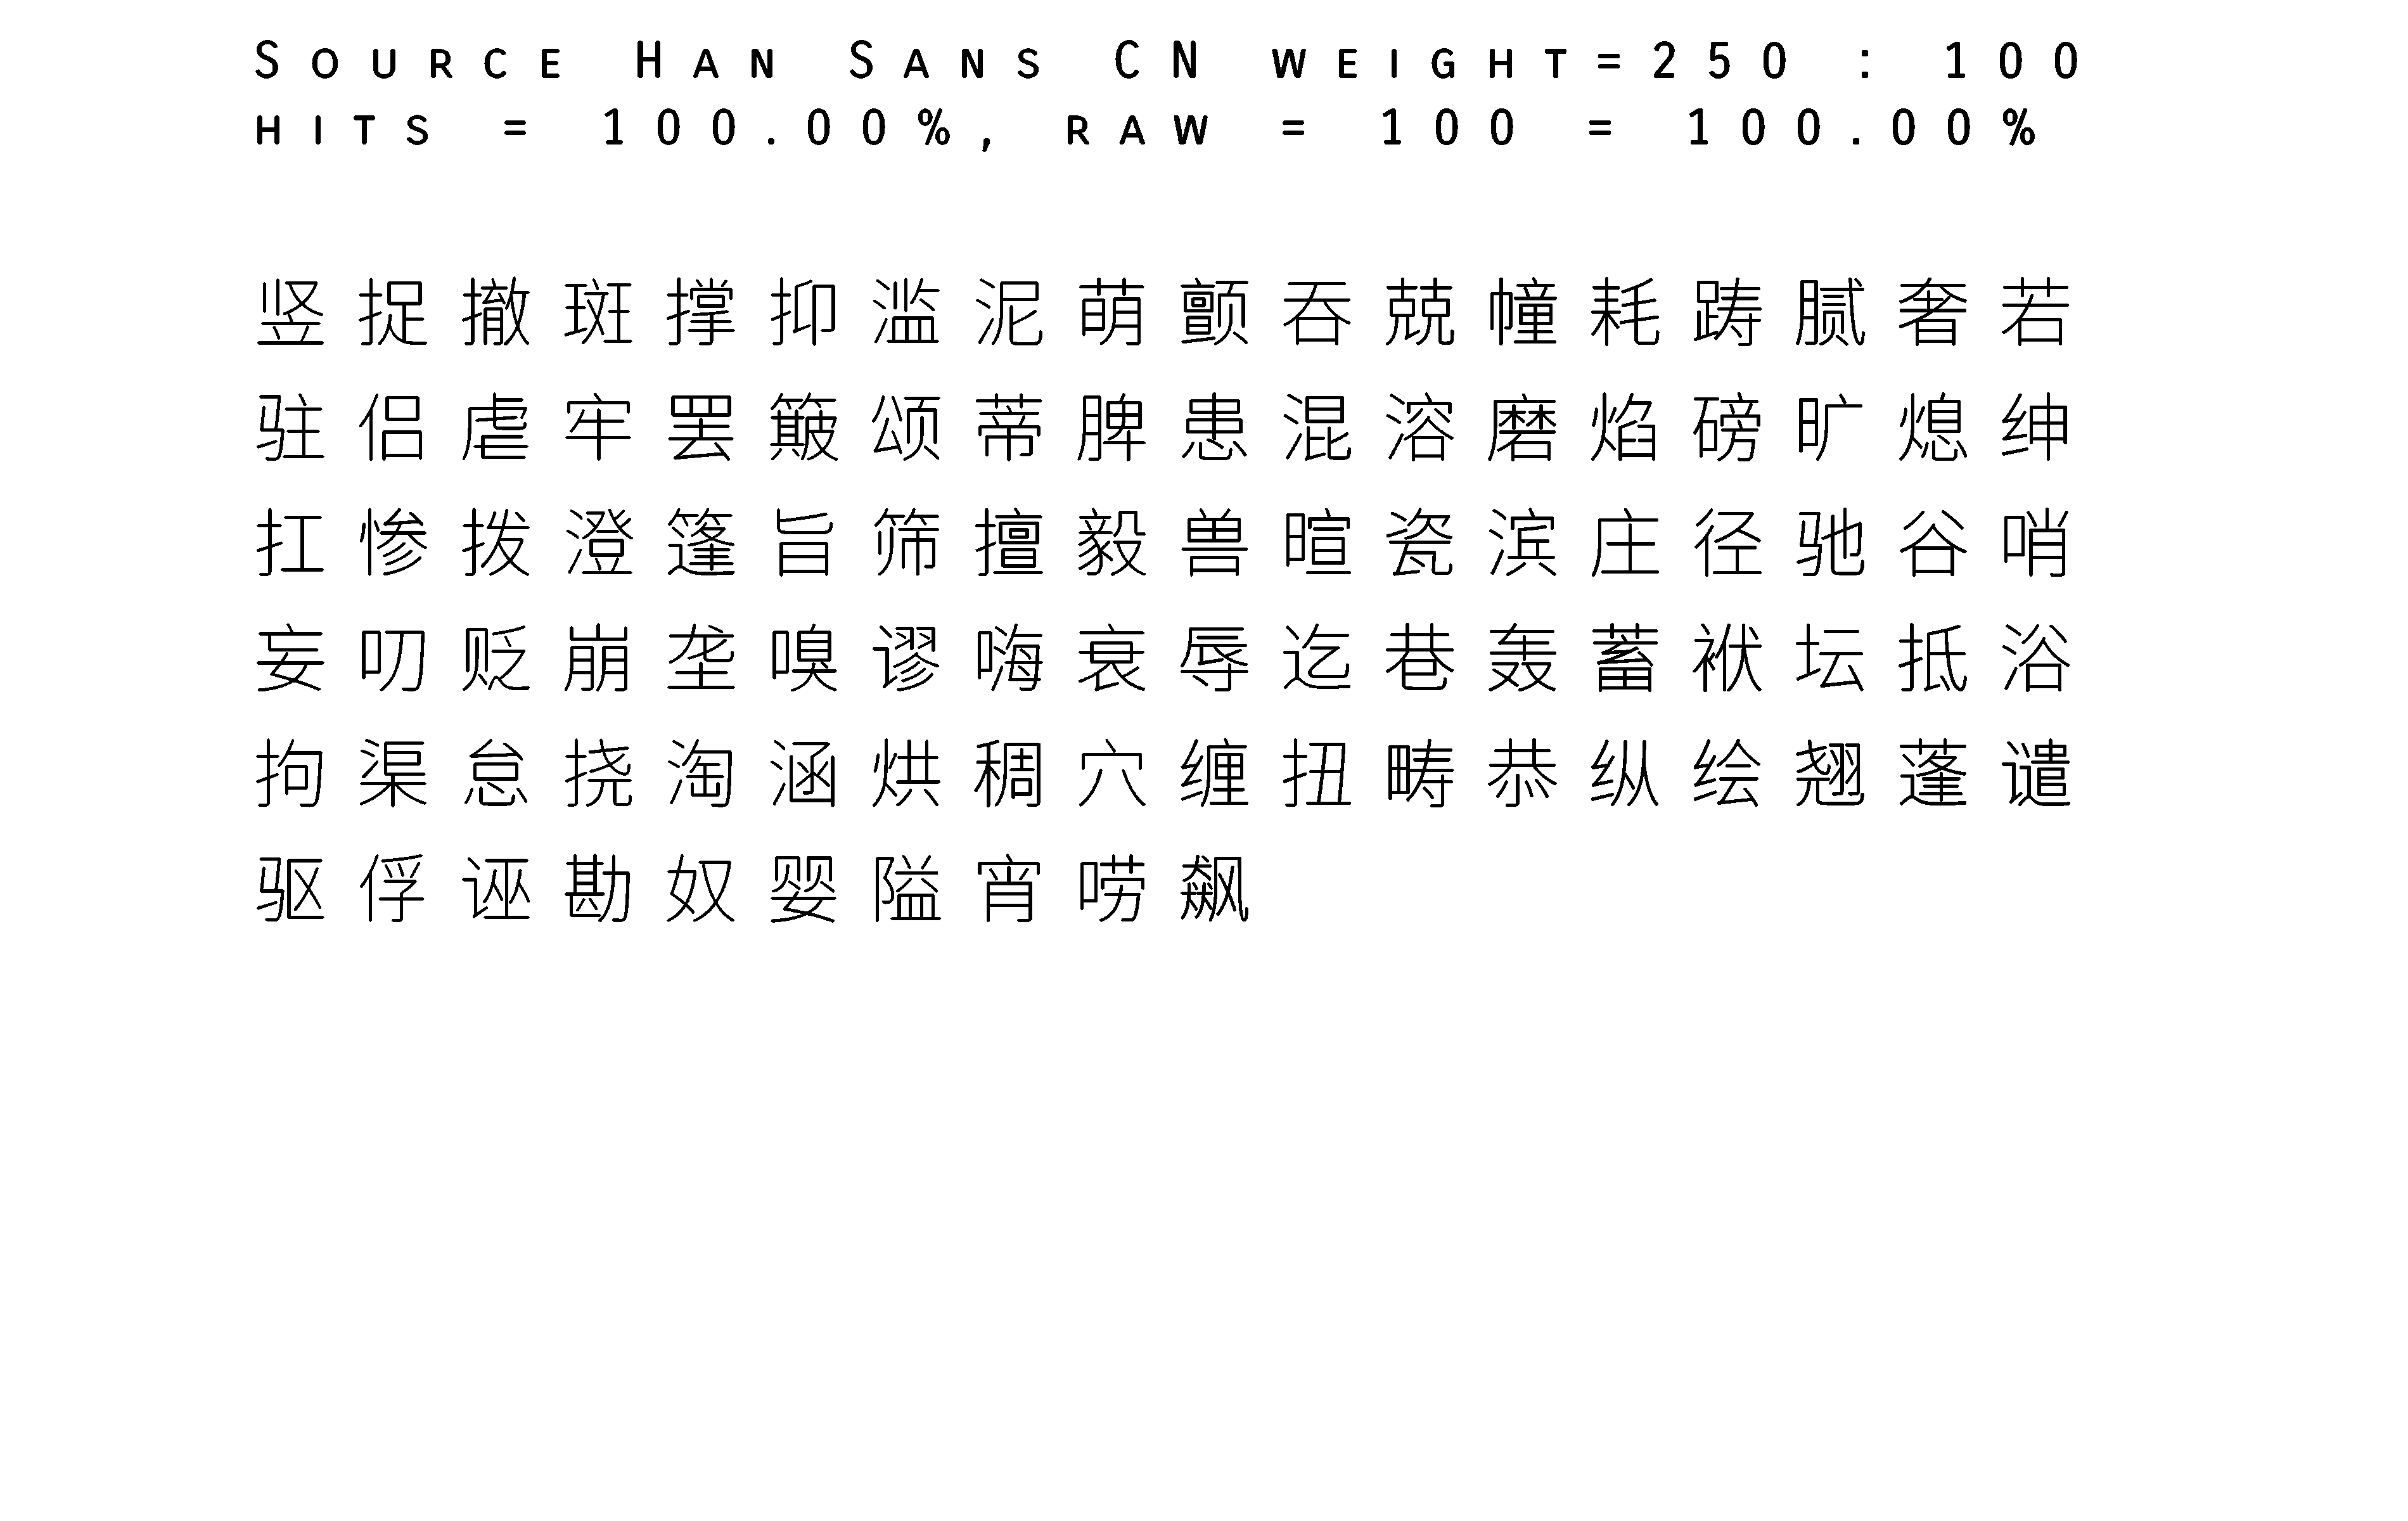 Source Han Sans CN weight=250 : 100
hits = 100.00%, raw = 100 = 100.00%
竖捉撤斑撑抑滥泥萌颤吞兢幢耗踌腻奢若
驻侣虐牢罢簸颂蒂脾患混溶磨焰磅旷熄绅
扛惨拨澄篷旨筛擅毅兽暄瓷滨庄径驰谷哨
妄叨贬崩垄嗅谬嗨衰辱迄巷轰蓄袱坛抵浴
拘渠怠挠淘涵烘稠穴缠扭畴恭纵绘翘蓬谴
驱俘诬勘奴婴隘宵唠飙